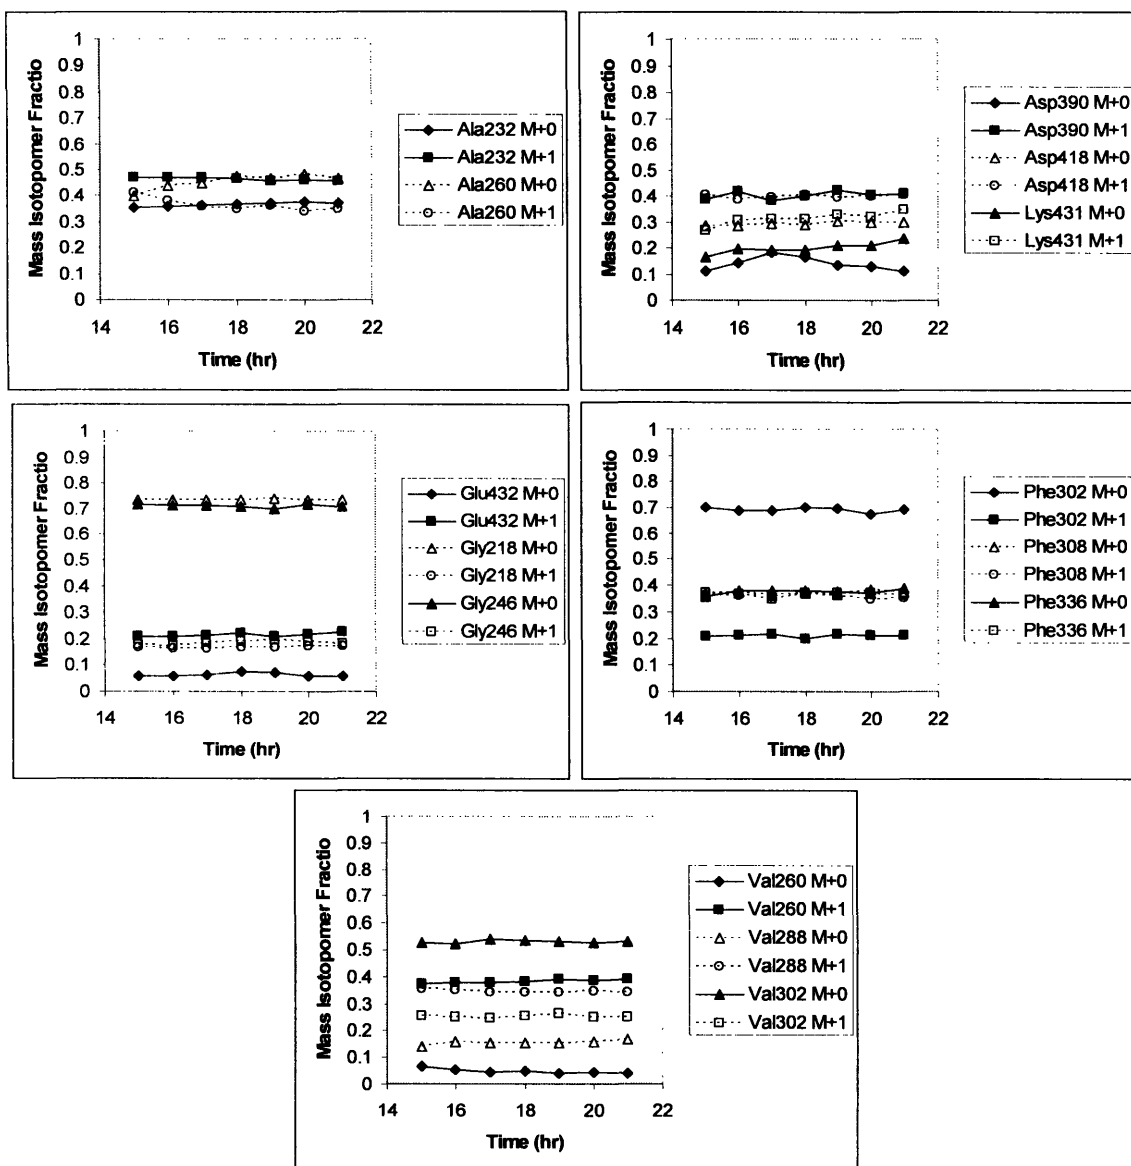 Mass Isotopomer Fractio
1
0.9
0.8
0.7
0.6
0.5
0.4
0.3
0.2
0.1
0
14 16 18 20 22
Time (hr)
Ala232 M+0
Ala232 M+1
Ala260 M+0
Ala260 M+1
Mass Isotopomer Fractio
1
0.9
0.8
0.7
0.6
0.5
0.4
0.3
0.2
0.1
0
14 16 18 20 22
Time (hr)
Asp390 M+0
Asp390 M+1
Asp418 M+0
Asp418 M+1
Lys431 M+0
Lys431 M+1
Mass Isotopomer Fractio
1
0.9
0.8
0.7
0.6
0.5
0.4
0.3
0.2
0.1
0
14 16 18 20 22
Time (hr)
Glu432 M+0
Glu432 M+1
Gly218 M+0
Gly218 M+1
Gly246 M+0
Gly246 M+1
Mass Isotopomer Fractio
1
0.9
0.8
0.7
0.6
0.5
0.4
0.3
0.2
0.1
0
14 16 18 20 22
Time (hr)
Phe302 M+0
Phe302 M+1
Phe308 M+0
Phe308 M+1
Phe336 M+0
Phe336 M+1
Mass Isotopomer Fractio
1
0.9
0.8
0.7
0.6
0.5
0.4
0.3
0.2
0.1
0
14 16 18 20 22
Time (hr)
Val260 M+0
Val260 M+1
Val288 M+0
Val288 M+1
Val302 M+0
Val302 M+1